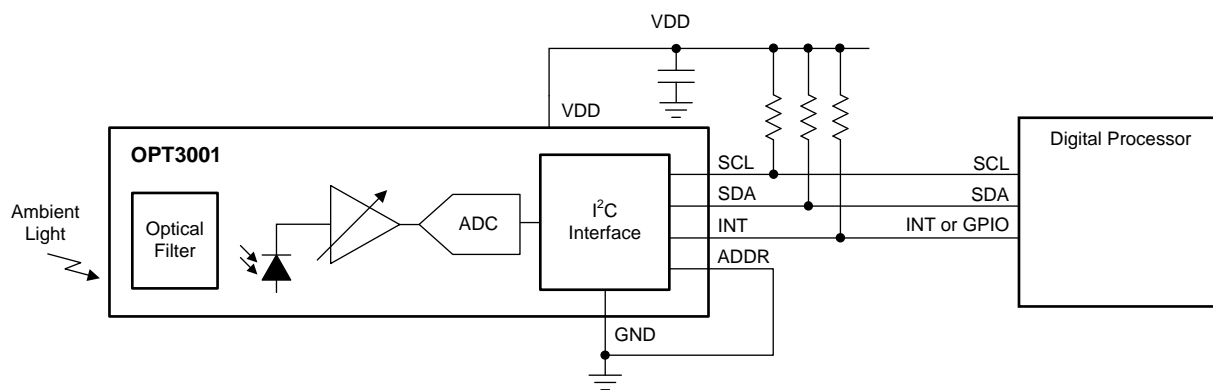 VDD
VDD
OPT3001
Ambient
Light
Optical
Filter
ADC
I²C
Interface
SCL
SDA
INT
ADDR
GND
Digital Processor
SCL
SDA
INT or GPIO